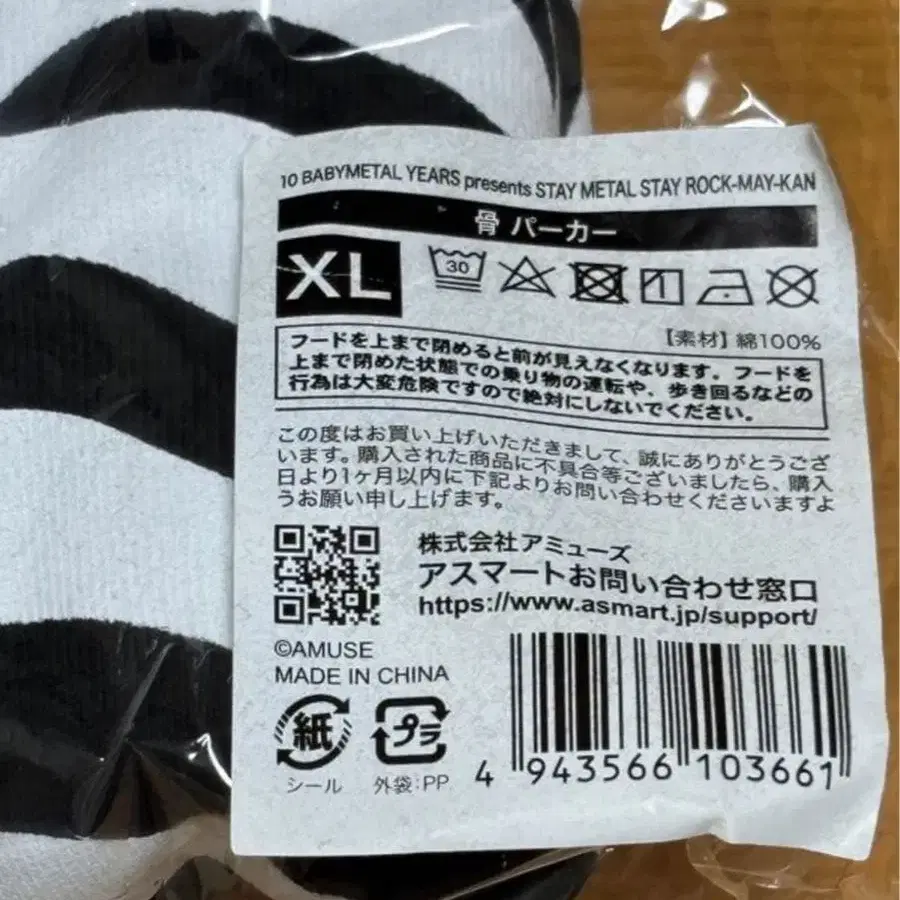 10 BABYMETAL YEARS presents STAY METAL STAY ROCK-MAY-KAN
骨 パーカー
XL
30
【素材】綿100%
フードを上まで閉めると前が見えなくなります。フードを
上まで閉めた状態での乗り物の運転や、歩き回るなどの
行為は大変危険ですので絶対にしないでください。
この度はお買い上げいただきまして、誠にありがとうござ
います。購入された商品に不具合等ございましたら、購入
日より1ヶ月以内に下記よりお問い合わせくださいますよ
うお願い申し上げます。
株式会社アミューズ
アスマートお問い合わせ窓口
https://www.asmart.jp/support/
©AMUSE
MADE IN CHINA
紙
プラ
シール
外袋:PP
4 943566 103661